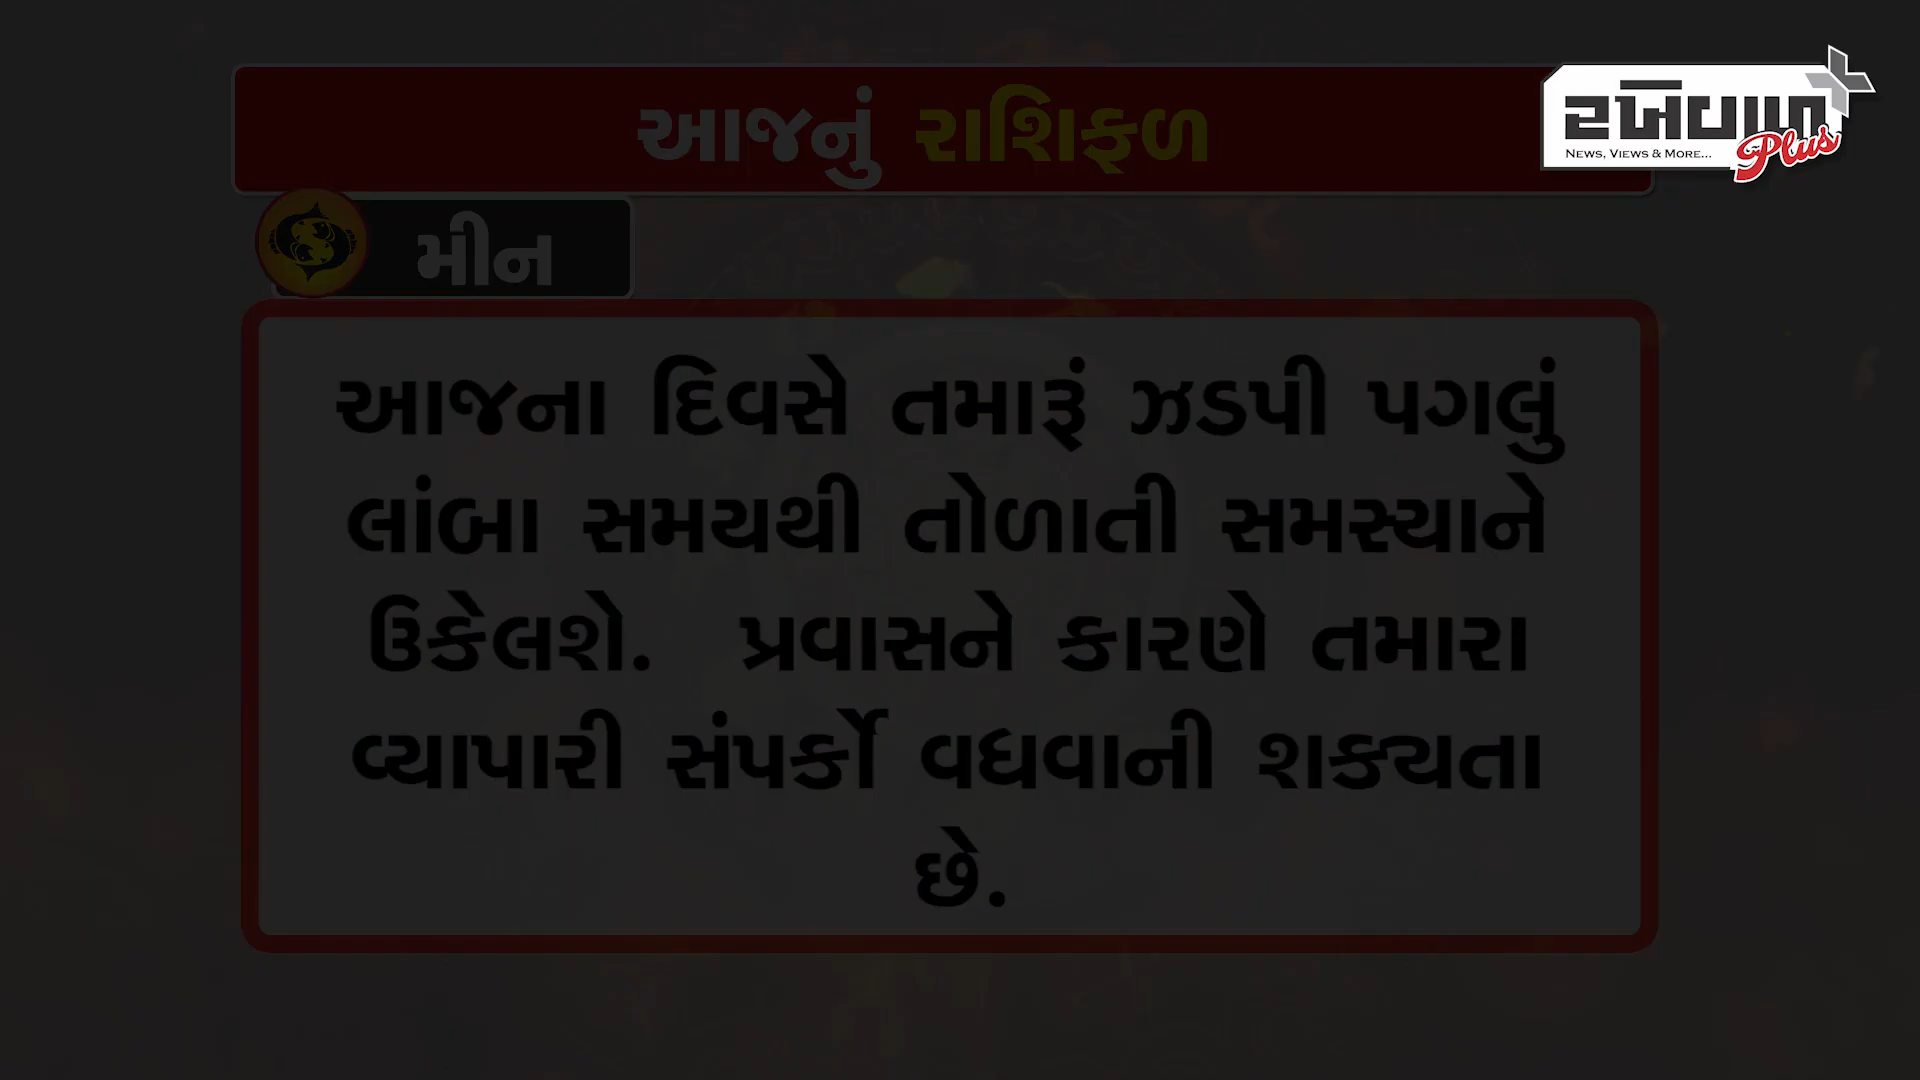 આજનું રાશિફળ
રખેવાળ
NEWS, VIEWS & MORE...
Plus
મીન
આજના દિવસે તમારૂં ઝડપી પગલું
લાંબા સમયથી તોળાતી સમસ્યાને
ઉકેલશે. પ્રવાસને કારણે તમારા
વ્યાપારી સંપર્કો વધવાની શક્યતા
છે.